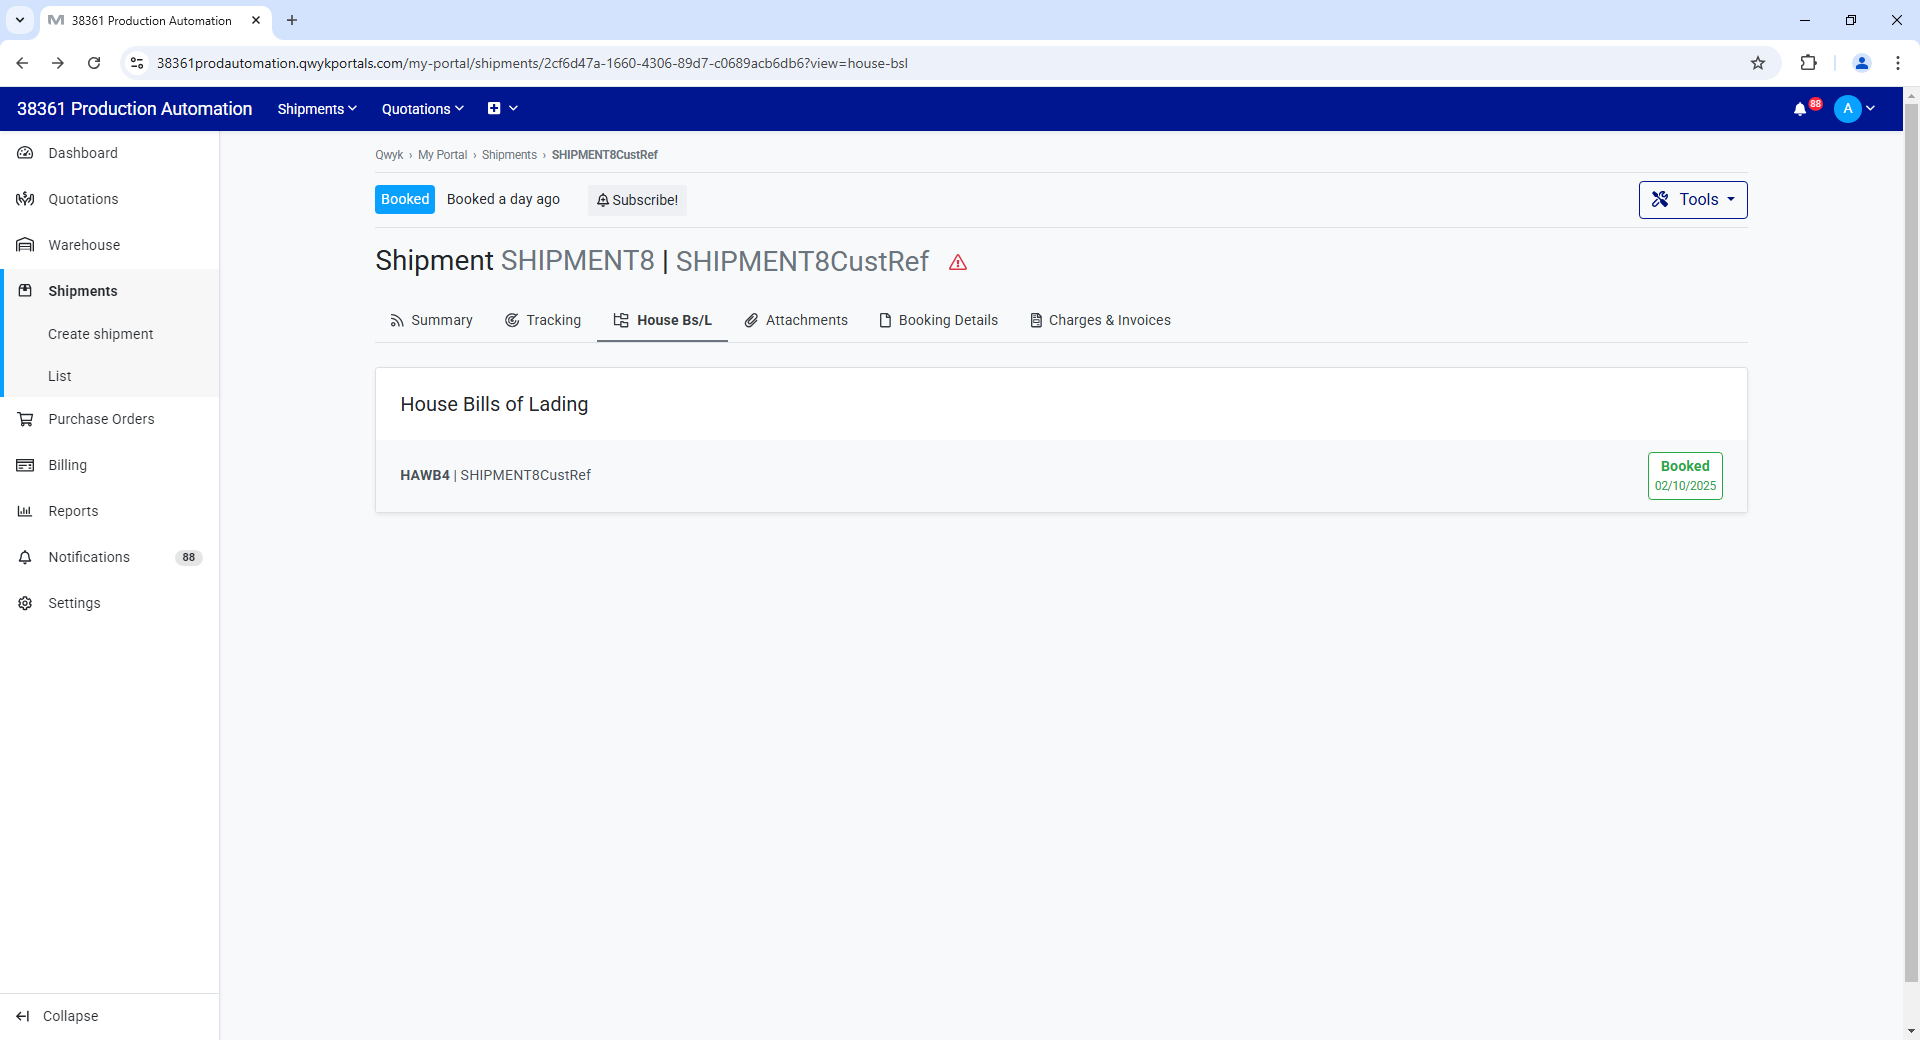 38361 Production Automation
38361prodautomation.qwykportals.com/my-portal/shipments/2cf6d47a-1660-4306-89d7-c0689acb6db6?view=house-bsl
38361 Production Automation Shipments Quotations 88 A
Dashboard
Quotations
Warehouse
Shipments
Create shipment
List
Purchase Orders
Billing
Reports
Notifications 88
Settings
Collapse
Qwyk › My Portal › Shipments › SHIPMENT8CustRef
Booked Booked a day ago Subscribe! Tools
Shipment SHIPMENT8 | SHIPMENT8CustRef
Summary Tracking House Bs/L Attachments Booking Details Charges & Invoices
House Bills of Lading
HAWB4 | SHIPMENT8CustRef
Booked
02/10/2025